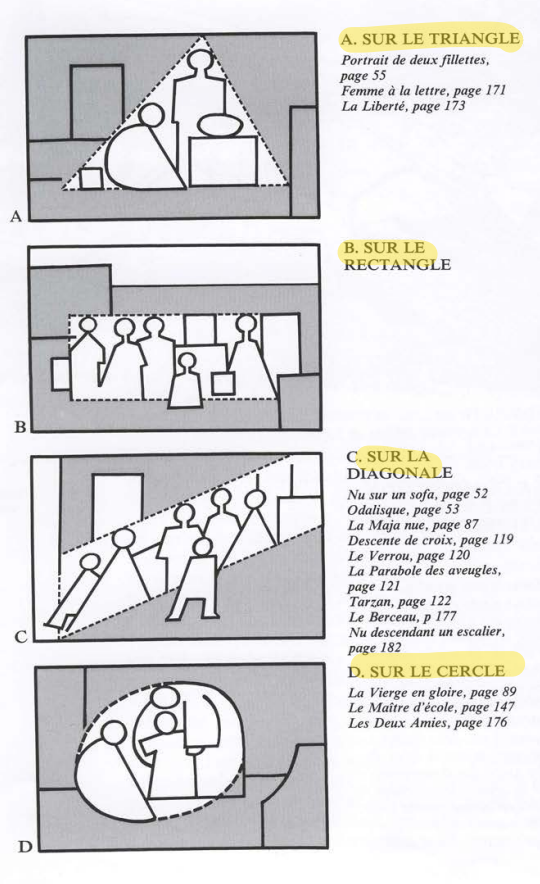 A. SUR LE TRIANGLE
Portrait de deux fillettes,
page 55
Femme à la lettre, page 171
La Liberté, page 173
A
B. SUR LE
RECTANGLE
B
C. SUR LA
DIAGONALE
Nu sur un sofa, page 52
Odalisque, page 53
La Maja nue, page 87
Descente de croix, page 119
Le Verrou, page 120
La Parabole des aveugles,
page 121
Tarzan, page 122
Le Berceau, p 177
Nu descendant un escalier,
page 182
C
D. SUR LE CERCLE
La Vierge en gloire, page 89
Le Maître d'école, page 147
Les Deux Amies, page 176
D